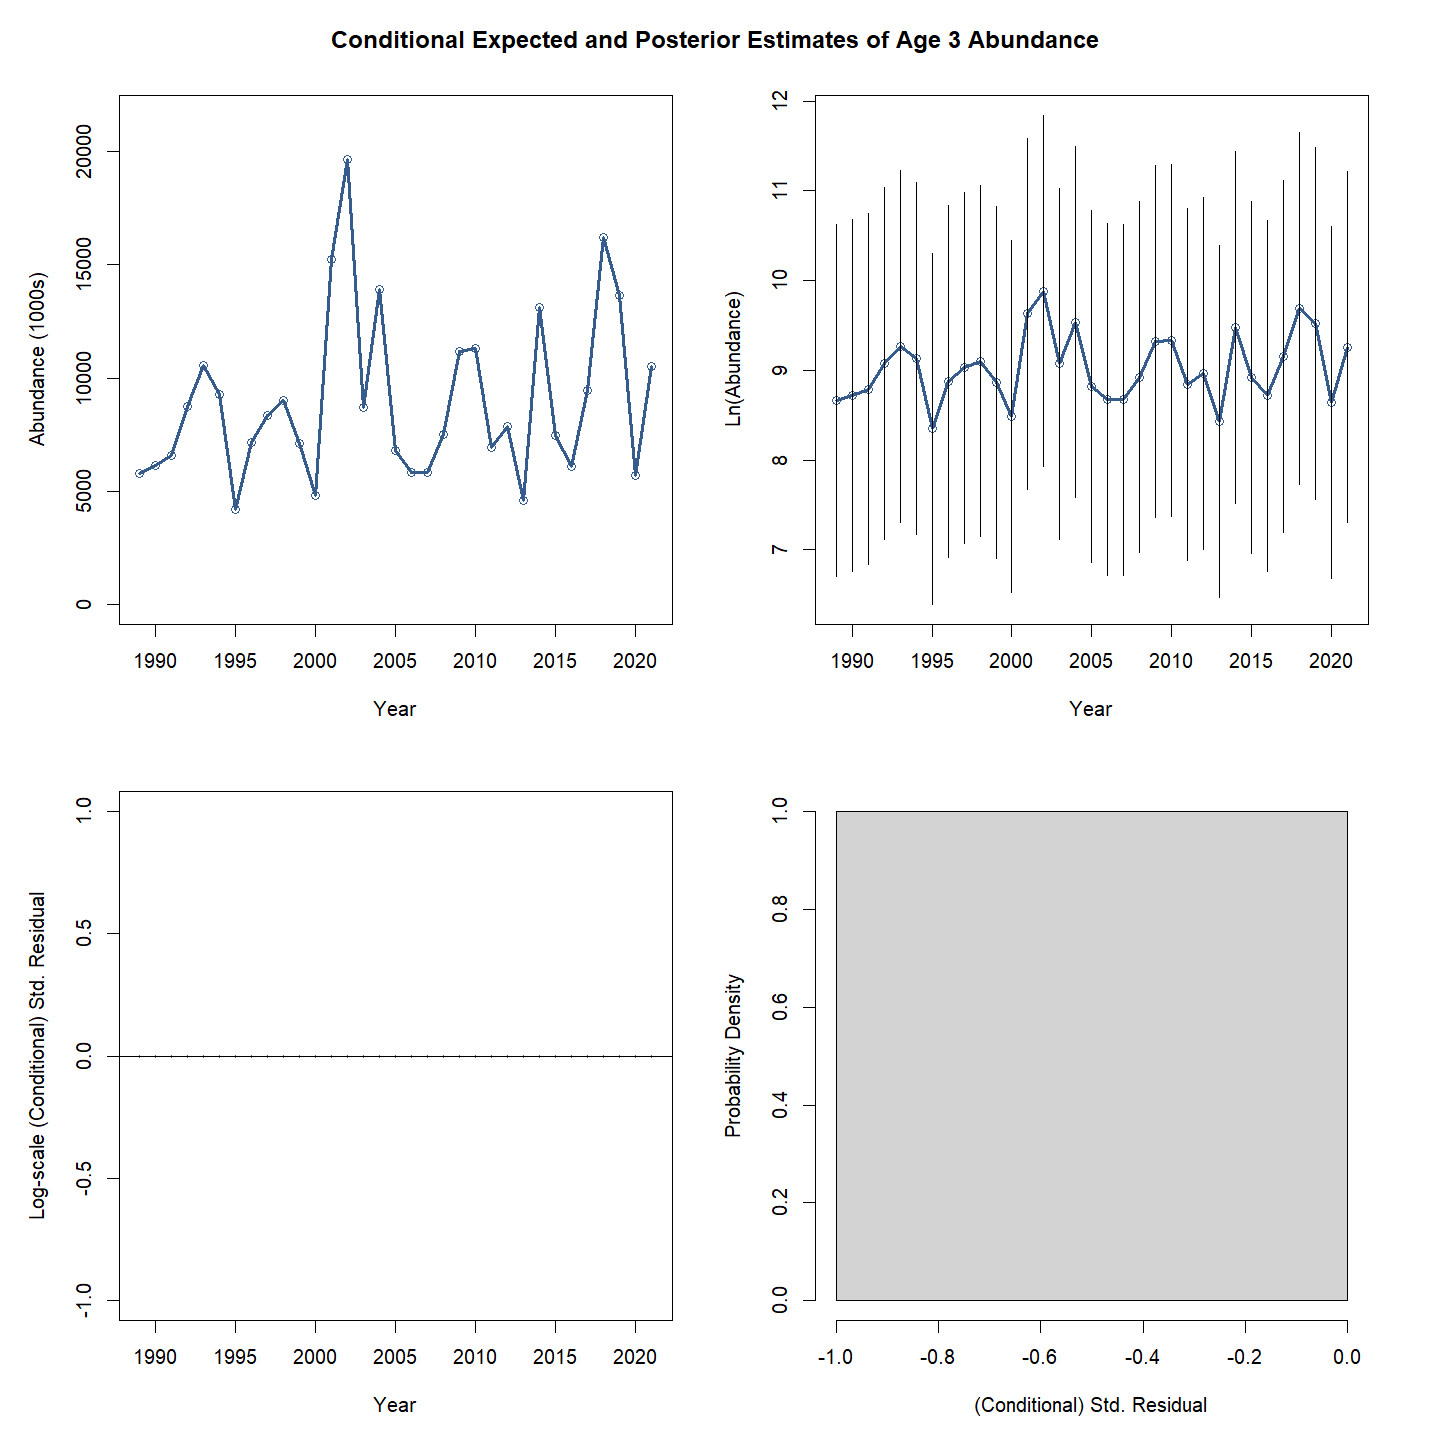 Conditional Expected and Posterior Estimates of Age 3 Abundance
Abundance (1000s)
20000
15000
10000
5000
0
1990 1995 2000 2005 2010 2015 2020
Year
Ln(Abundance)
12
11
10
9
8
7
1990 1995 2000 2005 2010 2015 2020
Year
Log-scale (Conditional) Std. Residual
1.0
0.5
0.0
-0.5
-1.0
1990 1995 2000 2005 2010 2015 2020
Year
Probability Density
1.0
0.8
0.6
0.4
0.2
0.0
-1.0 -0.8 -0.6 -0.4 -0.2 0.0
(Conditional) Std. Residual